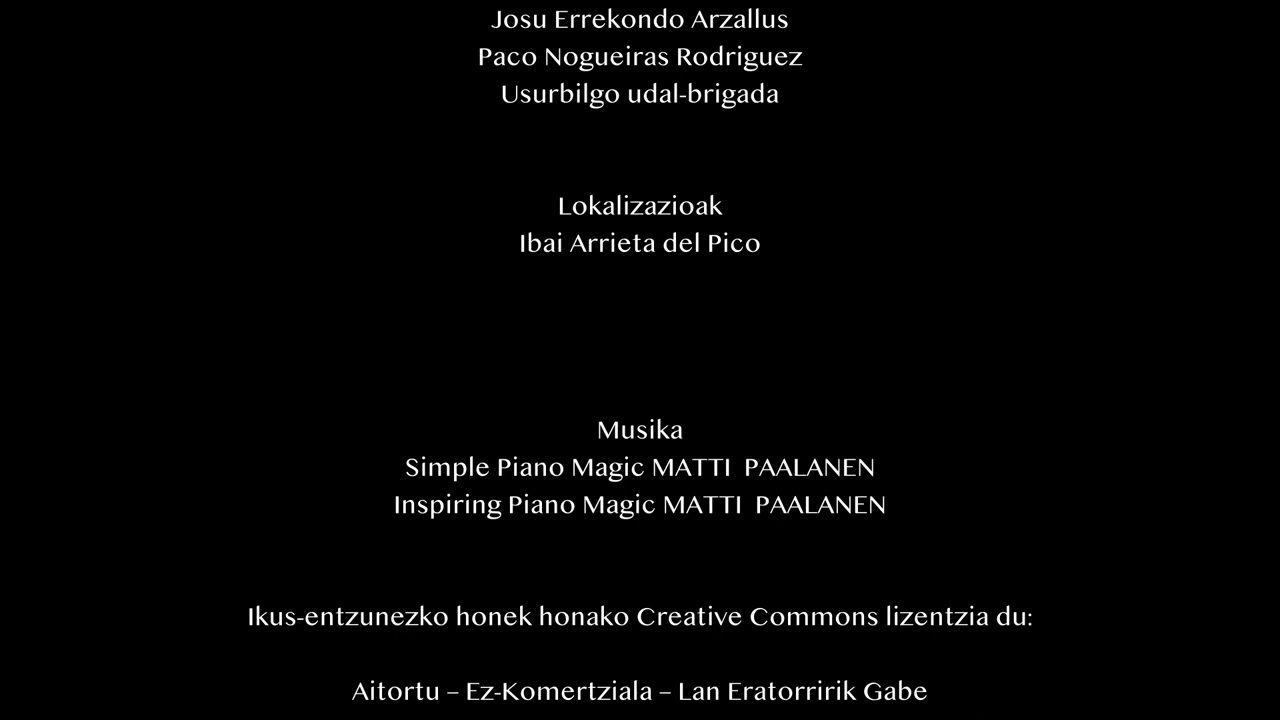 Josu Errekondo Arzallus
Paco Nogueiras Rodriguez
Usurbilgo udal-brigada
Lokalizazioak
Ibai Arrieta del Pico
Musika
Simple Piano Magic MATTI  PAALANEN
Inspiring Piano Magic MATTI  PAALANEN
Ikus-entzunezko honek honako Creative Commons lizentzia du:
Aitortu – Ez-Komertziala – Lan Eratorririk Gabe